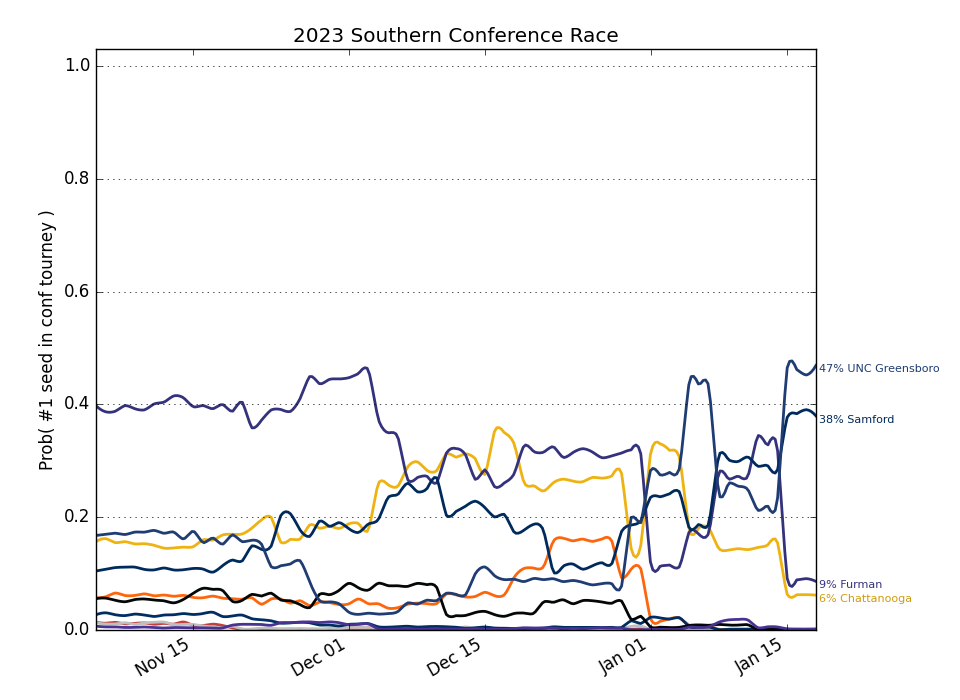 2023 Southern Conference Race
Prob( #1 seed in conf tourney )
1.0
0.8
0.6
0.4
0.2
0.0
47% UNC Greensboro
38% Samford
9% Furman
6% Chattanooga
Nov 15
Dec 01
Dec 15
Jan 01
Jan 15